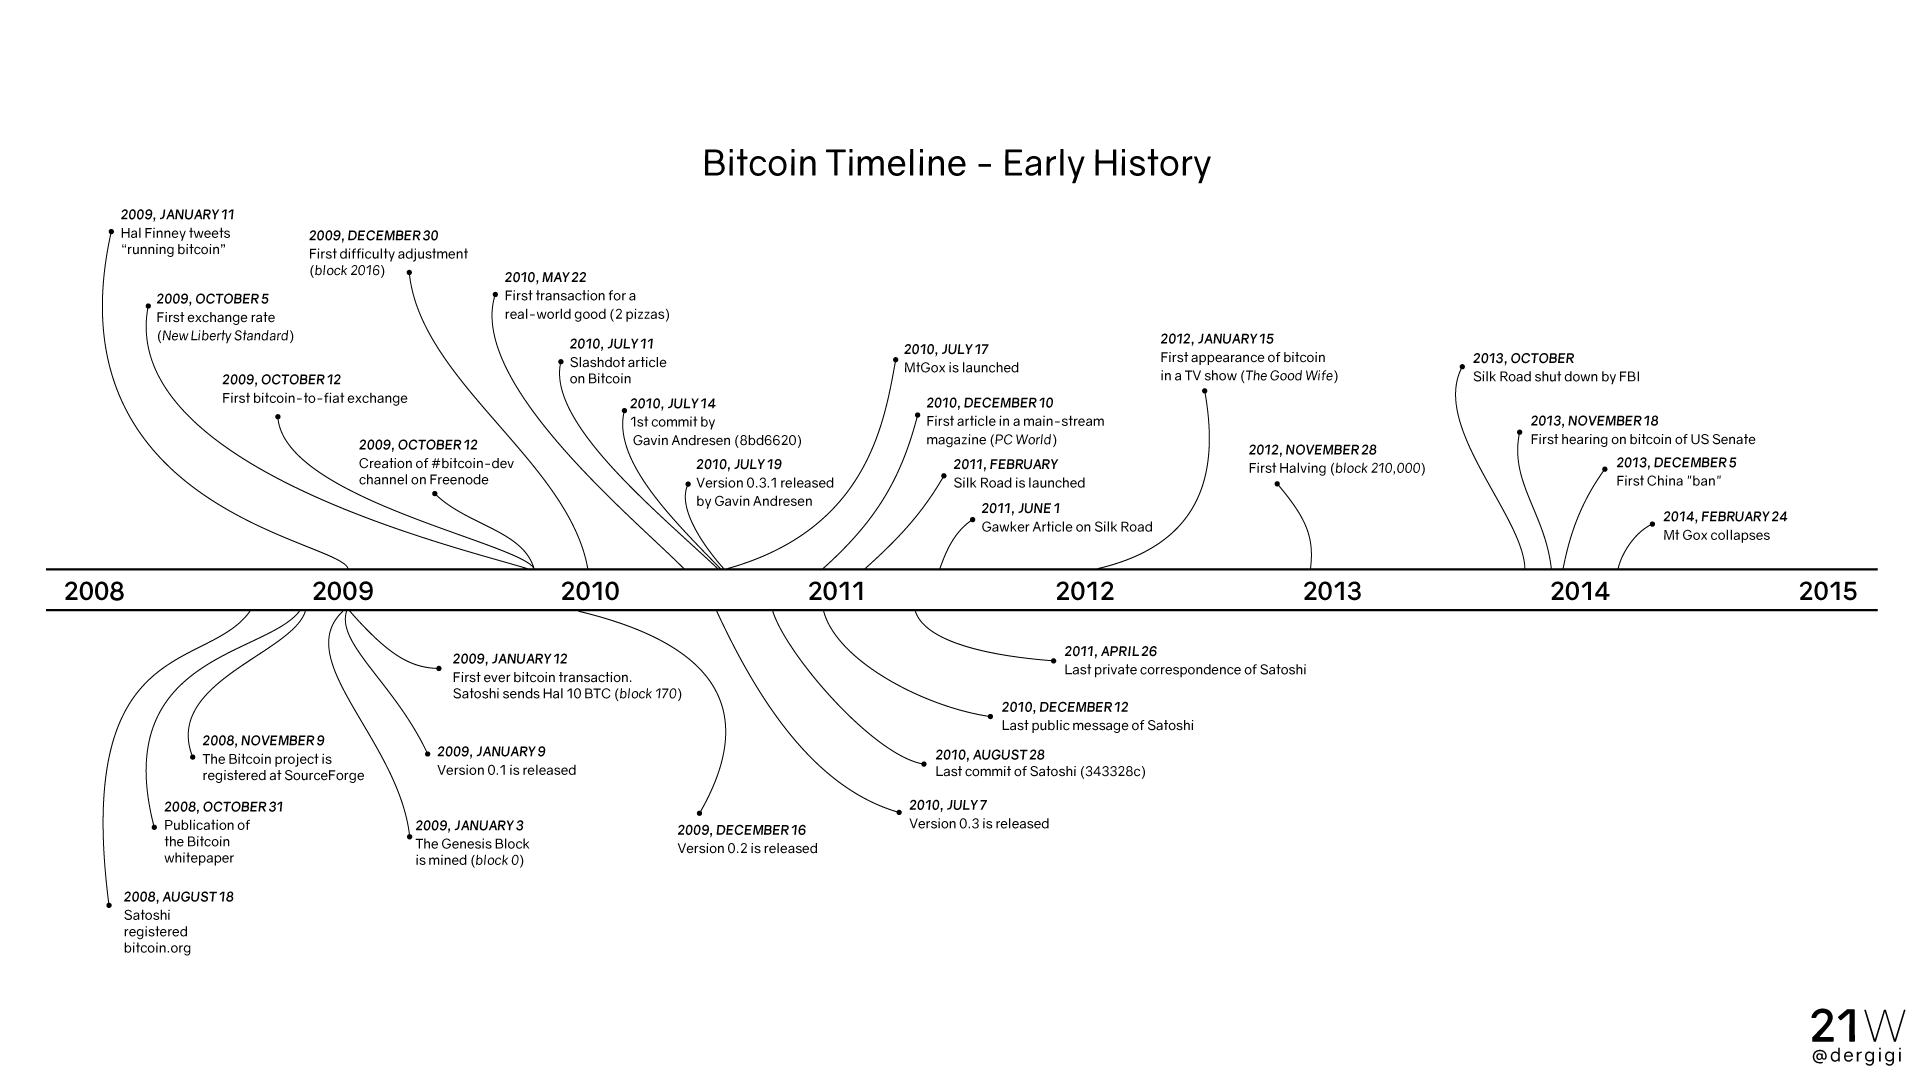 Bitcoin Timeline - Early History
2009, JANUARY 11
Hal Finney tweets
“running bitcoin”
2009, OCTOBER 5
First exchange rate
(New Liberty Standard)
2009, OCTOBER 12
First bitcoin-to-fiat exchange
2009, OCTOBER 12
Creation of #bitcoin-dev
channel on Freenode
2009, DECEMBER 30
First difficulty adjustment
(block 2016)
2010, MAY 22
First transaction for a
real-world good (2 pizzas)
2010, JULY 11
Slashdot article
on Bitcoin
2010, JULY 14
1st commit by
Gavin Andresen (8bd6620)
2010, JULY 19
Version 0.3.1 released
by Gavin Andresen
2010, JULY 17
MtGox is launched
2010, DECEMBER 10
First article in a main-stream
magazine (PC World)
2011, FEBRUARY
Silk Road is launched
2011, JUNE 1
Gawker Article on Silk Road
2012, JANUARY 15
First appearance of bitcoin
in a TV show (The Good Wife)
2012, NOVEMBER 28
First Halving (block 210,000)
2013, OCTOBER
Silk Road shut down by FBI
2013, NOVEMBER 18
First hearing on bitcoin of US Senate
2013, DECEMBER 5
First China "ban"
2014, FEBRUARY 24
Mt Gox collapses
2008 2009 2010 2011 2012 2013 2014 2015
2008, AUGUST 18
Satoshi
registered
bitcoin.org
2008, OCTOBER 31
Publication of
the Bitcoin
whitepaper
2008, NOVEMBER 9
The Bitcoin project is
registered at SourceForge
2009, JANUARY 3
The Genesis Block
is mined (block 0)
2009, JANUARY 9
Version 0.1 is released
2009, JANUARY 12
First ever bitcoin transaction.
Satoshi sends Hal 10 BTC (block 170)
2009, DECEMBER 16
Version 0.2 is released
2010, JULY 7
Version 0.3 is released
2010, AUGUST 28
Last commit of Satoshi (343328c)
2010, DECEMBER 12
Last public message of Satoshi
2011, APRIL 26
Last private correspondence of Satoshi
21W
@dergigi